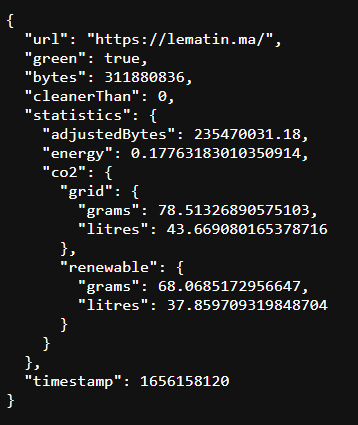 {
"url": "https://lematin.ma/",
"green": true,
"bytes": 311880836,
"cleanerThan": 0,
"statistics": {
"adjustedBytes": 235470031.18,
"energy": 0.17763183010350914,
"co2": {
"grid": {
"grams": 78.51326890575103,
"litres": 43.669080165378716
},
"renewable": {
"grams": 68.0685172956647,
"litres": 37.859709319848704
}
}
},
"timestamp": 1656158120
}